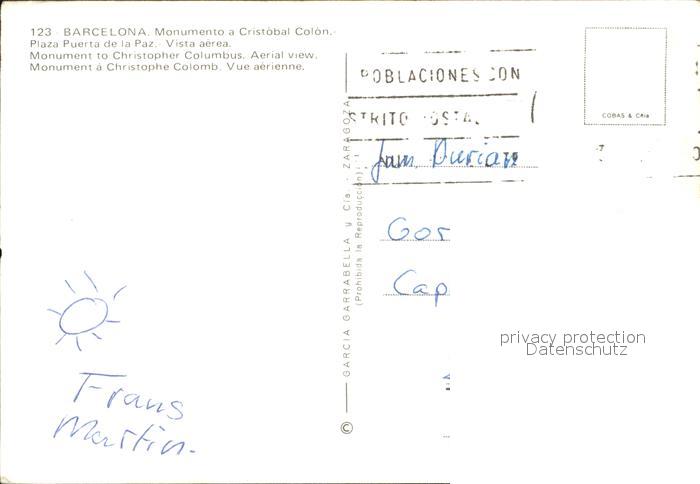 123 - BARCELONA. Monumento a Cristóbal Colón.-
Plaza Puerta de la Paz.- Vista aérea.
Monument to Christopher Columbus. Aerial view.
Monument á Christophe Colomb. Vue aérienne.
POBLACIONES CON
STRITO POSTAL
COBAS & Cía
GARCIA GARRABELLA y Cía. - ZARAGOZA
(Prohibida la Reproducción)
Gor
Cap
privacy protection
Datenschutz
Frans
Martin.
©